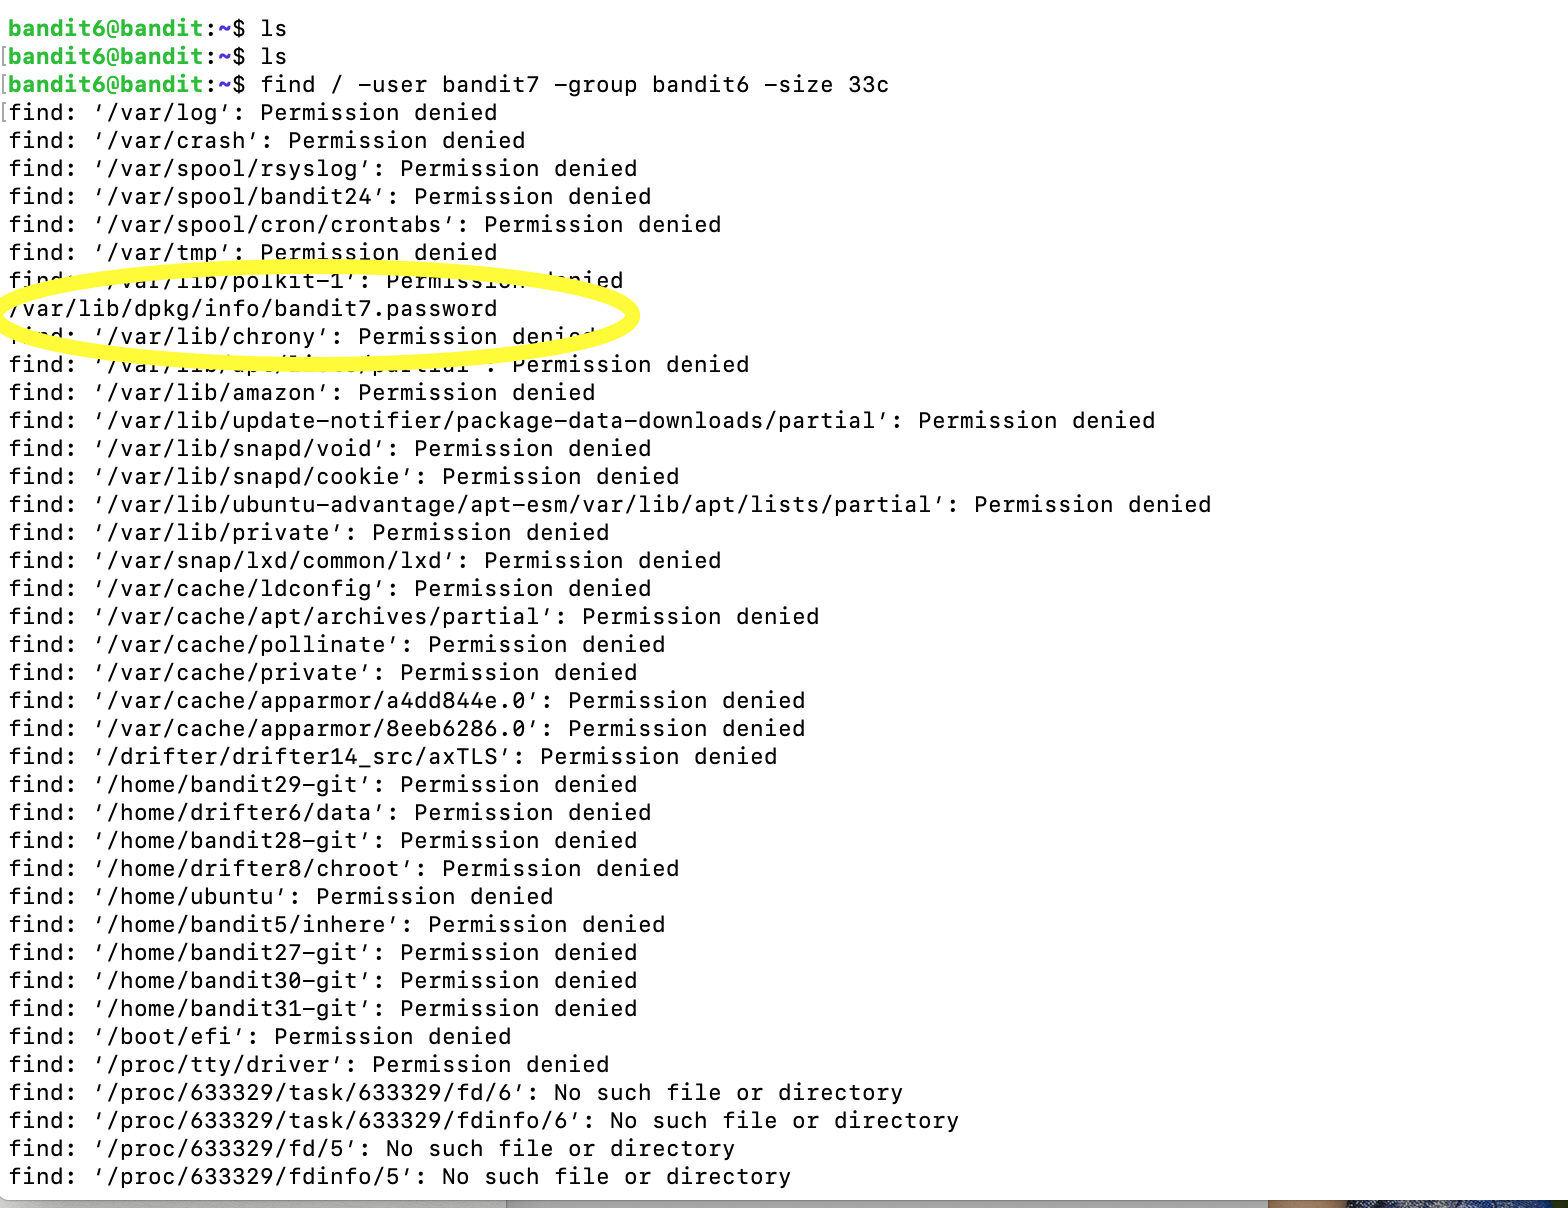 bandit6@bandit:~$ ls
bandit6@bandit:~$ ls
bandit6@bandit:~$ find / -user bandit7 -group bandit6 -size 33c
find: ‘/var/log’: Permission denied
find: ‘/var/crash’: Permission denied
find: ‘/var/spool/rsyslog’: Permission denied
find: ‘/var/spool/bandit24’: Permission denied
find: ‘/var/spool/cron/crontabs’: Permission denied
find: ‘/var/tmp’: Permission denied
find: ‘/var/lib/polkit-1’: Permission denied
/var/lib/dpkg/info/bandit7.password
find: ‘/var/lib/chrony’: Permission denied
find: ‘/var/lib/apt/lists/partial’: Permission denied
find: ‘/var/lib/amazon’: Permission denied
find: ‘/var/lib/update-notifier/package-data-downloads/partial’: Permission denied
find: ‘/var/lib/snapd/void’: Permission denied
find: ‘/var/lib/snapd/cookie’: Permission denied
find: ‘/var/lib/ubuntu-advantage/apt-esm/var/lib/apt/lists/partial’: Permission denied
find: ‘/var/lib/private’: Permission denied
find: ‘/var/snap/lxd/common/lxd’: Permission denied
find: ‘/var/cache/ldconfig’: Permission denied
find: ‘/var/cache/apt/archives/partial’: Permission denied
find: ‘/var/cache/pollinate’: Permission denied
find: ‘/var/cache/private’: Permission denied
find: ‘/var/cache/apparmor/a4dd844e.0’: Permission denied
find: ‘/var/cache/apparmor/8eeb6286.0’: Permission denied
find: ‘/drifter/drifter14_src/axTLS’: Permission denied
find: ‘/home/bandit29-git’: Permission denied
find: ‘/home/drifter6/data’: Permission denied
find: ‘/home/bandit28-git’: Permission denied
find: ‘/home/drifter8/chroot’: Permission denied
find: ‘/home/ubuntu’: Permission denied
find: ‘/home/bandit5/inhere’: Permission denied
find: ‘/home/bandit27-git’: Permission denied
find: ‘/home/bandit30-git’: Permission denied
find: ‘/home/bandit31-git’: Permission denied
find: ‘/boot/efi’: Permission denied
find: ‘/proc/tty/driver’: Permission denied
find: ‘/proc/633329/task/633329/fd/6’: No such file or directory
find: ‘/proc/633329/task/633329/fdinfo/6’: No such file or directory
find: ‘/proc/633329/fd/5’: No such file or directory
find: ‘/proc/633329/fdinfo/5’: No such file or directory